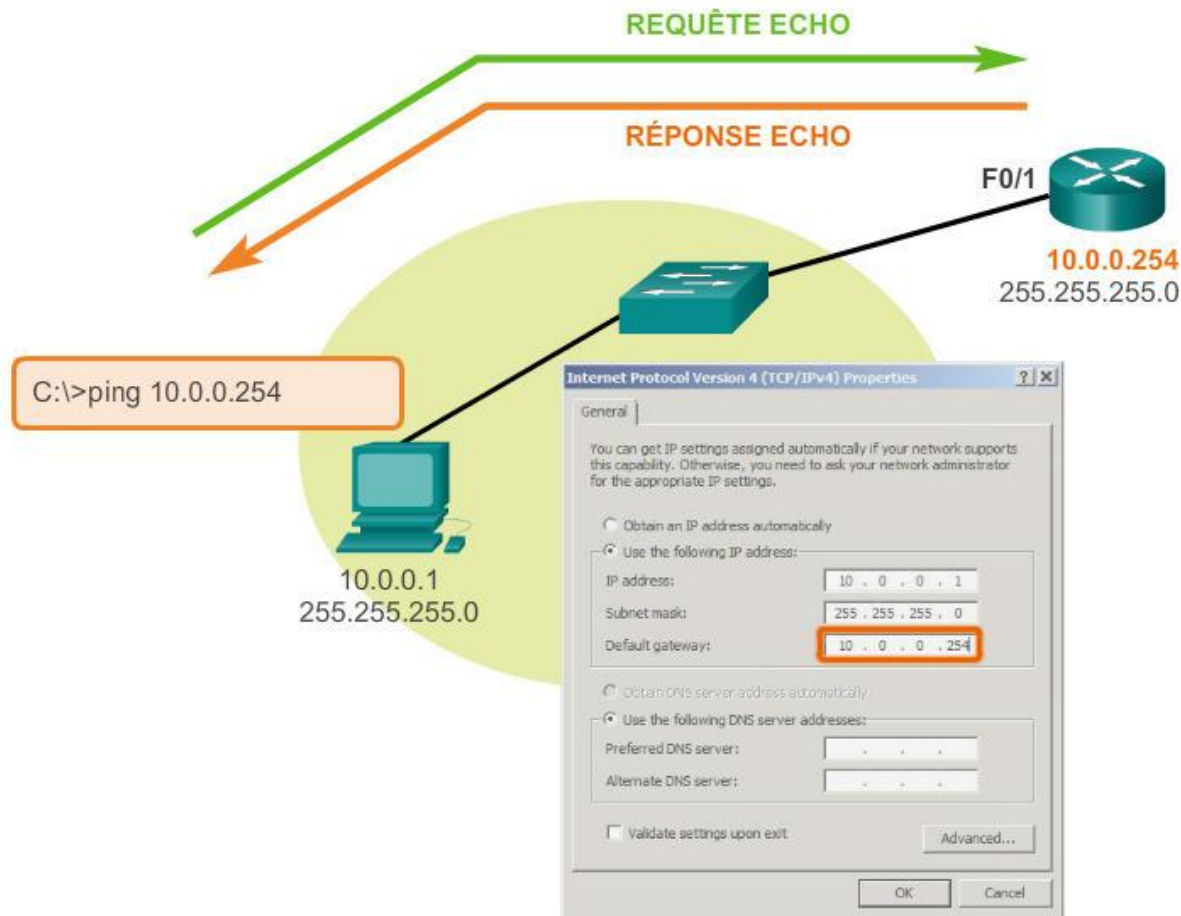 REQUÊTE ECHO
RÉPONSE ECHO
F0/1
10.0.0.254
255.255.255.0
C:\>ping 10.0.0.254
10.0.0.1
255.255.255.0
Internet Protocol Version 4 (TCP/IPv4) Properties
General
You can get IP settings assigned automatically if your network supports
this capability. Otherwise, you need to ask your network administrator
for the appropriate IP settings.
Obtain an IP address automatically
Use the following IP address:
IP address: 10 . 0 . 0 . 1
Subnet mask: 255 . 255 . 255 . 0
Default gateway: 10 . 0 . 0 . 254
Obtain DNS server address automatically
Use the following DNS server addresses:
Preferred DNS server: . . .
Alternate DNS server: . . .
Validate settings upon exit
Advanced...
OK Cancel